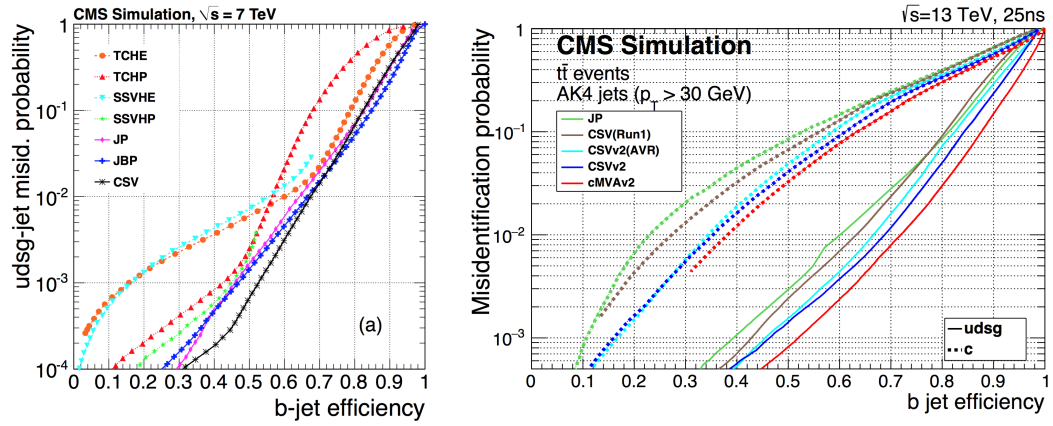 CMS Simulation, √s = 7 TeV
udsg-jet misid. probability
1
10⁻¹
10⁻²
10⁻³
10⁻⁴
TCHE
TCHP
SSVHE
SSVHP
JP
JBP
CSV
(a)
0 0.1 0.2 0.3 0.4 0.5 0.6 0.7 0.8 0.9 1
b-jet efficiency
√s=13 TeV, 25ns
Misidentification probability
1
10⁻¹
10⁻²
10⁻³
CMS Simulation
tt̄ events
AK4 jets (p_T > 30 GeV)
JP
CSV(Run1)
CSVv2(AVR)
CSVv2
cMVAv2
udsg
c
0 0.1 0.2 0.3 0.4 0.5 0.6 0.7 0.8 0.9 1
b jet efficiency